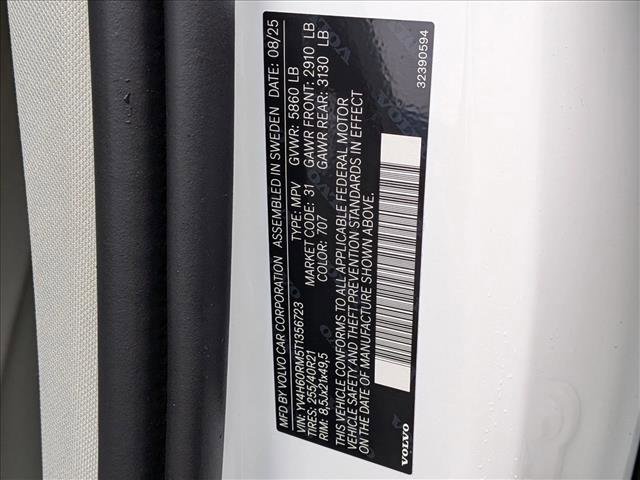 MFD BY VOLVO CAR CORPORATION ASSEMBLED IN SWEDEN DATE: 08/25
VIN: YV4H60RM5T1356723 TYPE: MPV GVWR: 5860 LB
TIRES: 255/40R21 MARKET CODE: 31 GAWR FRONT: 2910 LB
RIM: 8,5Jx21x49,5 COLOR: 707 GAWR REAR: 3130 LB
THIS VEHICLE CONFORMS TO ALL APPLICABLE FEDERAL MOTOR
VEHICLE SAFETY AND THEFT PREVENTION STANDARDS IN EFFECT
ON THE DATE OF MANUFACTURE SHOWN ABOVE.
VOLVO
32390594